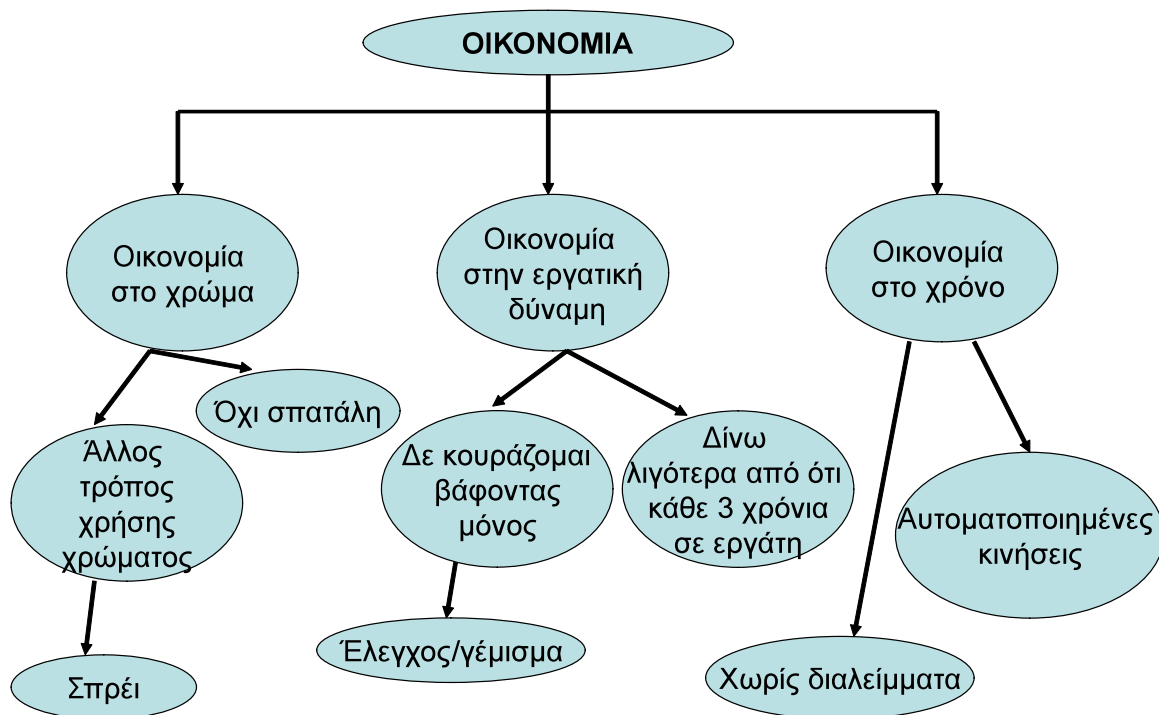 ΟΙΚΟΝΟΜΙΑ
Οικονομία
στο χρώμα
Οικονομία
στην εργατική
δύναμη
Οικονομία
στο χρόνο
Όχι σπατάλη
Άλλος
τρόπος
χρήσης
χρώματος
Δε κουράζομαι
βάφοντας
μόνος
Δίνω
λιγότερα από ότι
κάθε 3 χρόνια
σε εργάτη
Αυτοματοποιημένες
κινήσεις
Σπρέι
Έλεγχος/γέμισμα
Χωρίς διαλείμματα